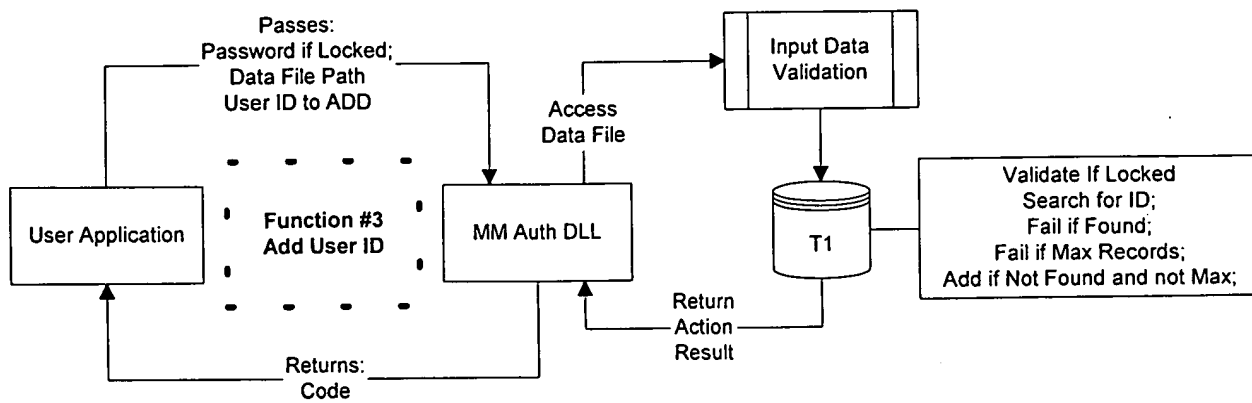 Passes:
Password if Locked;
Data File Path
User ID to ADD
Input Data
Validation
Access
Data File
User Application
Function #3
Add User ID
MM Auth DLL
T1
Validate If Locked
Search for ID;
Fail if Found;
Fail if Max Records;
Add if Not Found and not Max;
Return
Action
Result
Returns:
Code